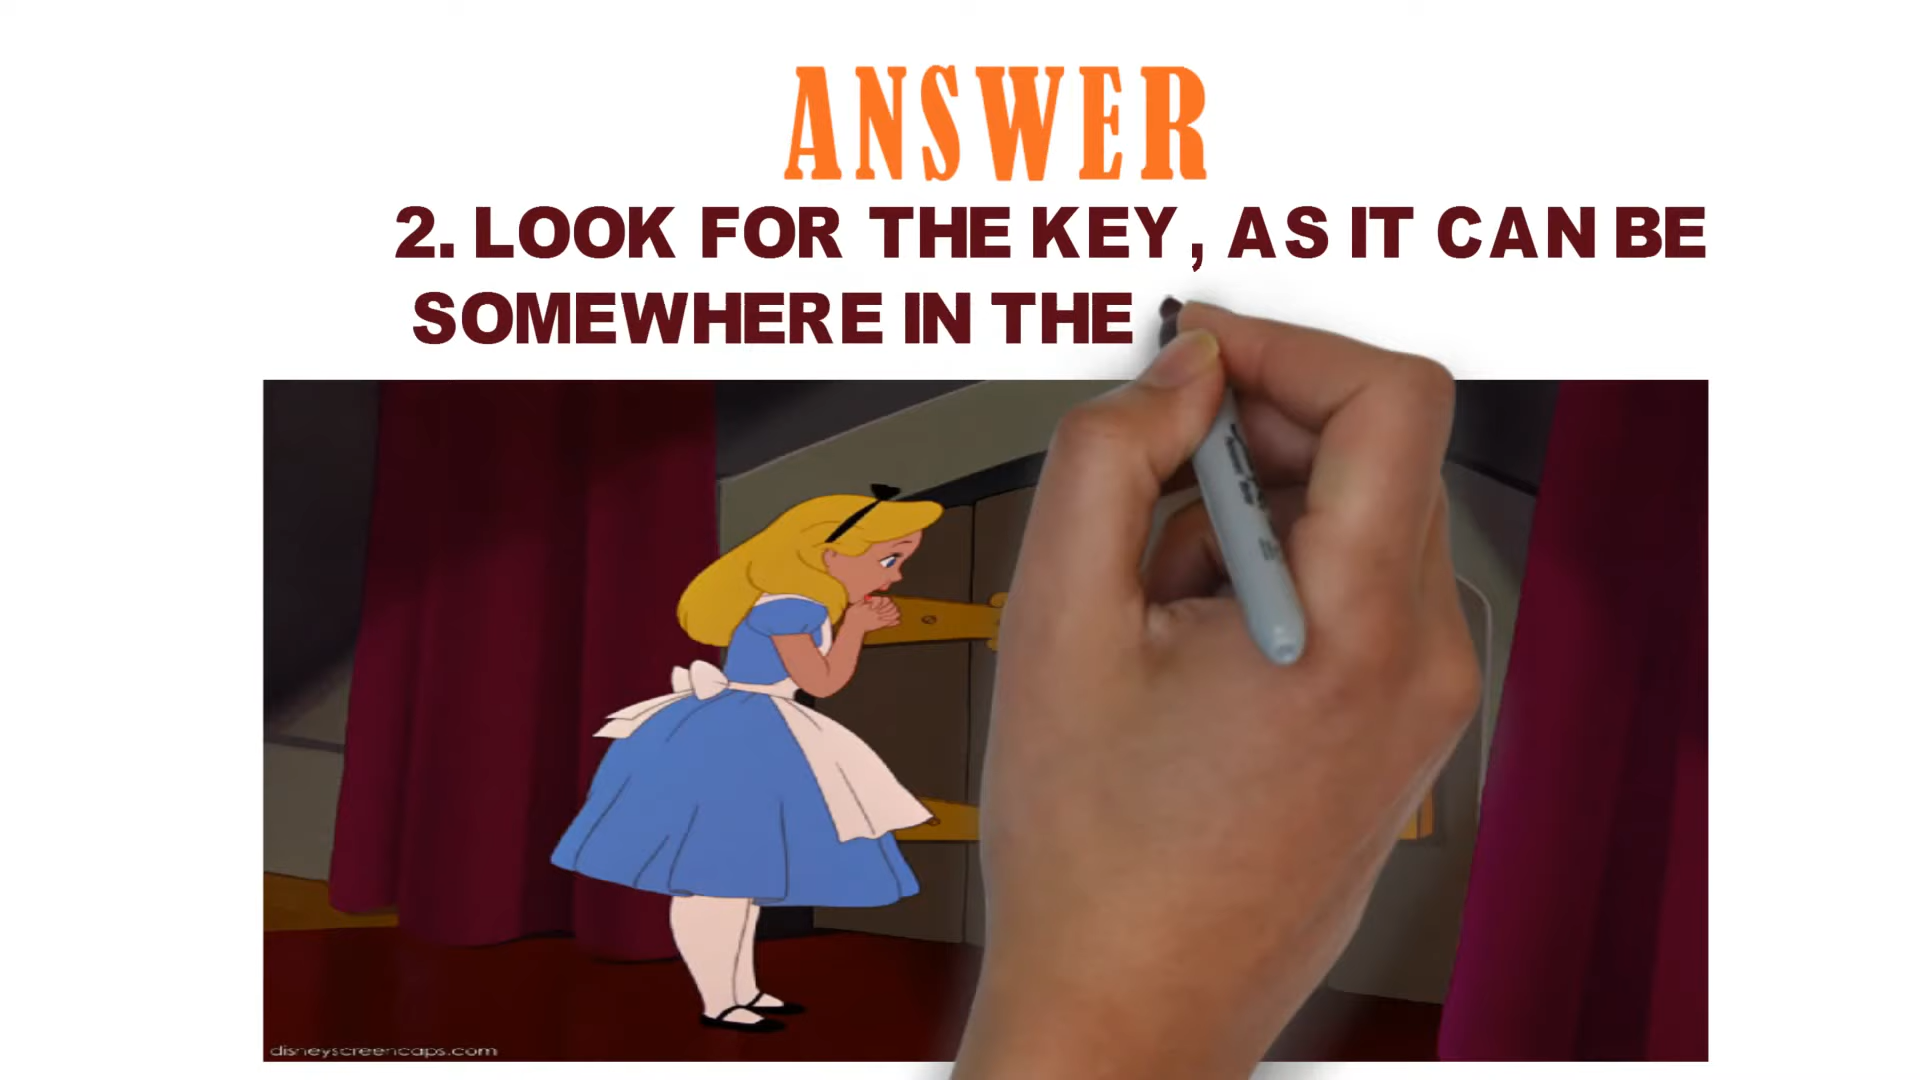 ANSWER
2. LOOK FOR THE KEY, AS IT CAN BE
SOMEWHERE IN THE
disneyscreencaps.com